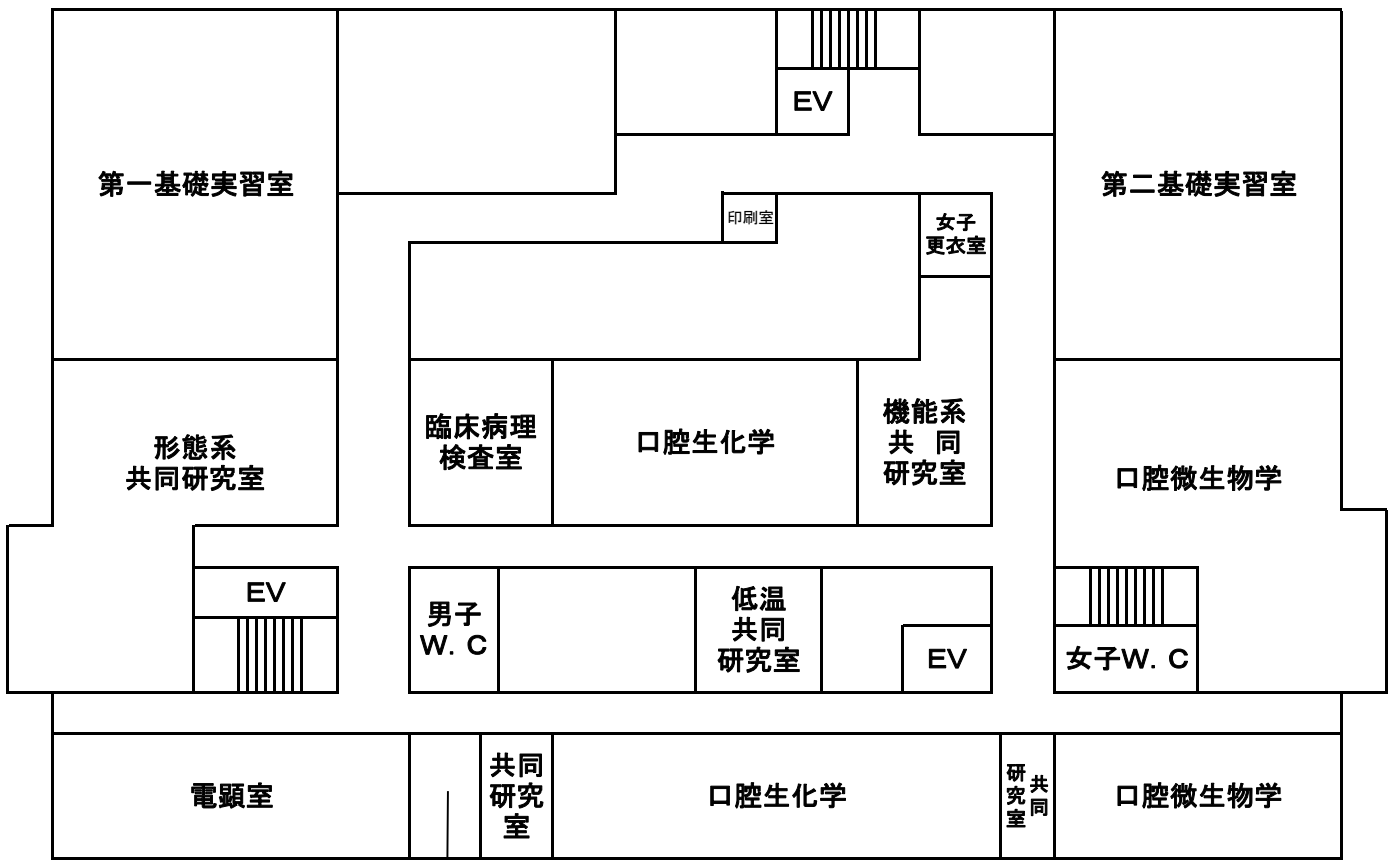 EV
第一基礎実習室
第二基礎実習室
印刷室
女子
更衣室
臨床病理
検査室
口腔生化学
機能系
共 同
研究室
形態系
共同研究室
口腔微生物学
EV
男子
W. C
低温
共同
研究室
EV
女子W. C
電顕室
共同
研究
室
口腔生化学
共同
研究室
口腔微生物学